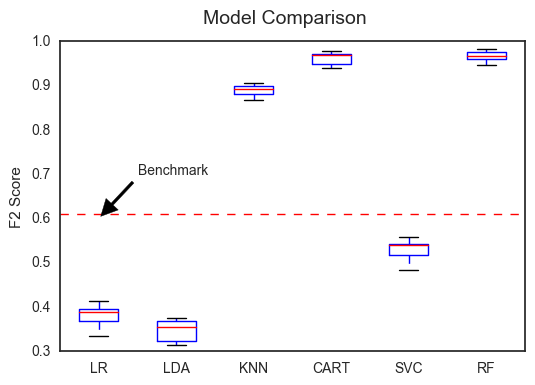 Model Comparison
1.0
0.9
0.8
0.7
0.6
0.5
0.4
0.3
F2 Score
Benchmark
LR LDA KNN CART SVC RF